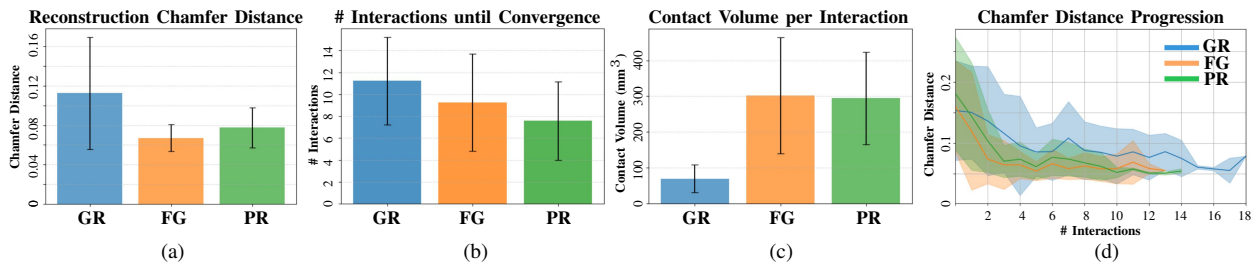 Reconstruction Chamfer Distance
Chamfer Distance
0.16
0.12
0.08
0.04
0
GR FG PR
(a)
# Interactions until Convergence
# Interactions
14
12
10
8
6
4
2
0
GR FG PR
(b)
Contact Volume per Interaction
Contact Volume (mm³)
400
300
200
100
0
GR FG PR
(c)
Chamfer Distance Progression
Chamfer Distance
0.2
0.1
0
GR
FG
PR
2 4 6 8 10 12 14 16 18
# Interactions
(d)